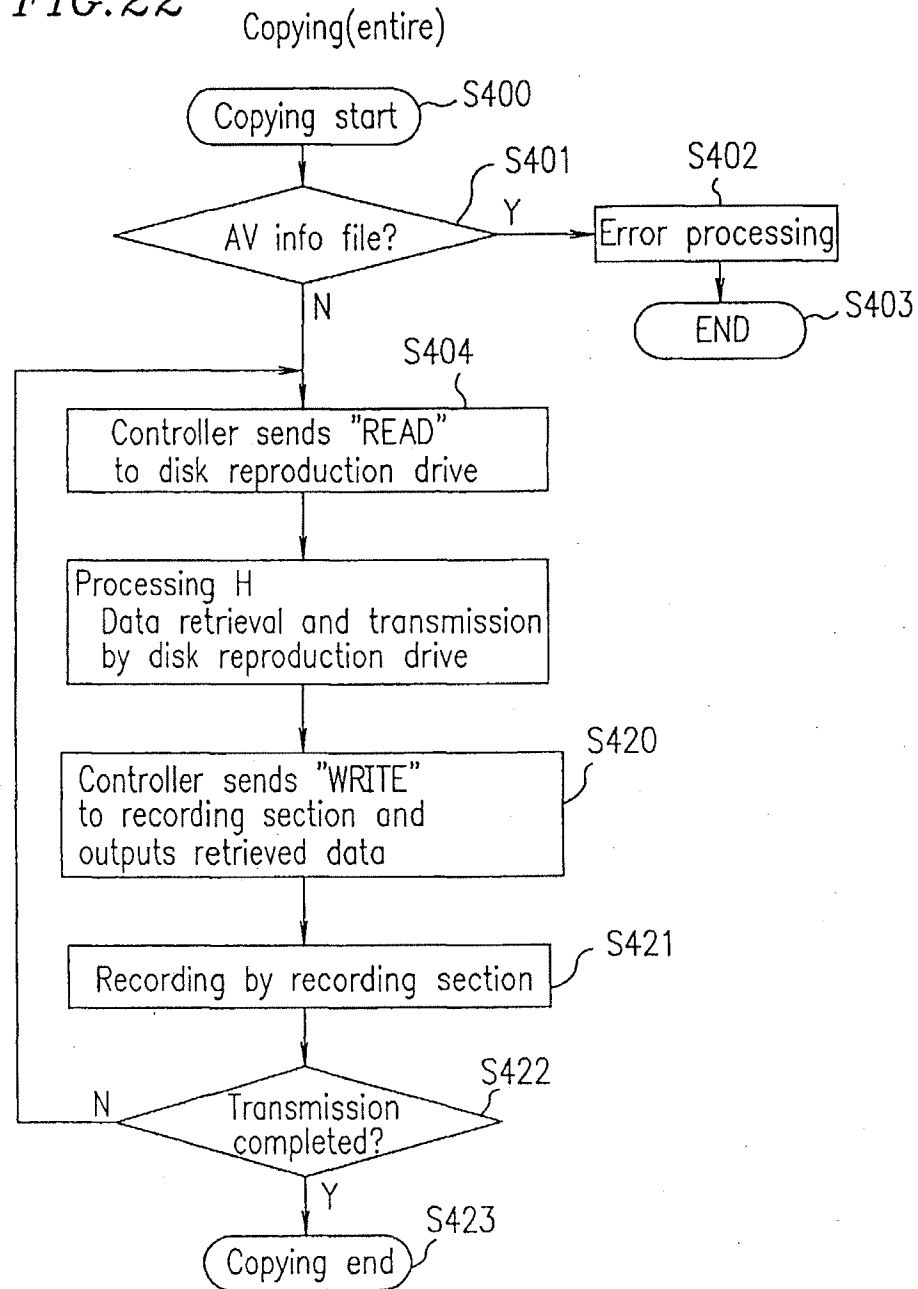 FIG.22
Copying(entire)
Copying start
S400
S401
AV info file?
Y
S402
Error processing
S403
END
N
S404
Controller sends "READ"
to disk reproduction drive
Processing H
Data retrieval and transmission
by disk reproduction drive
S420
Controller sends "WRITE"
to recording section and
outputs retrieved data
S421
Recording by recording section
S422
N
Transmission
completed?
Y
S423
Copying end